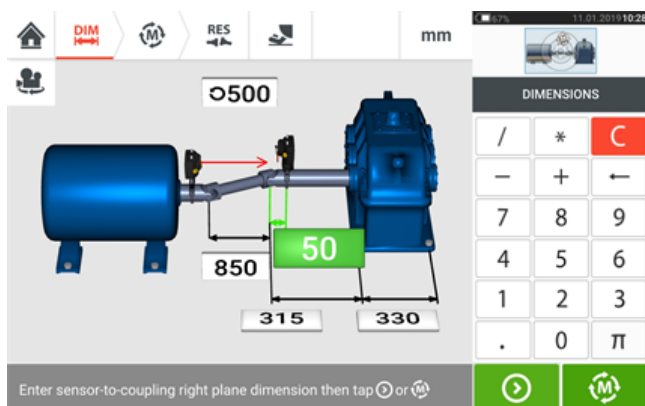 DIM
M
RES
mm
67%
11.01.2019 10:28
DIMENSIONS
500
50
850
315
330
/ * C
− + ←
7 8 9
4 5 6
1 2 3
. 0 π
Enter sensor-to-coupling right plane dimension then tap or M
M